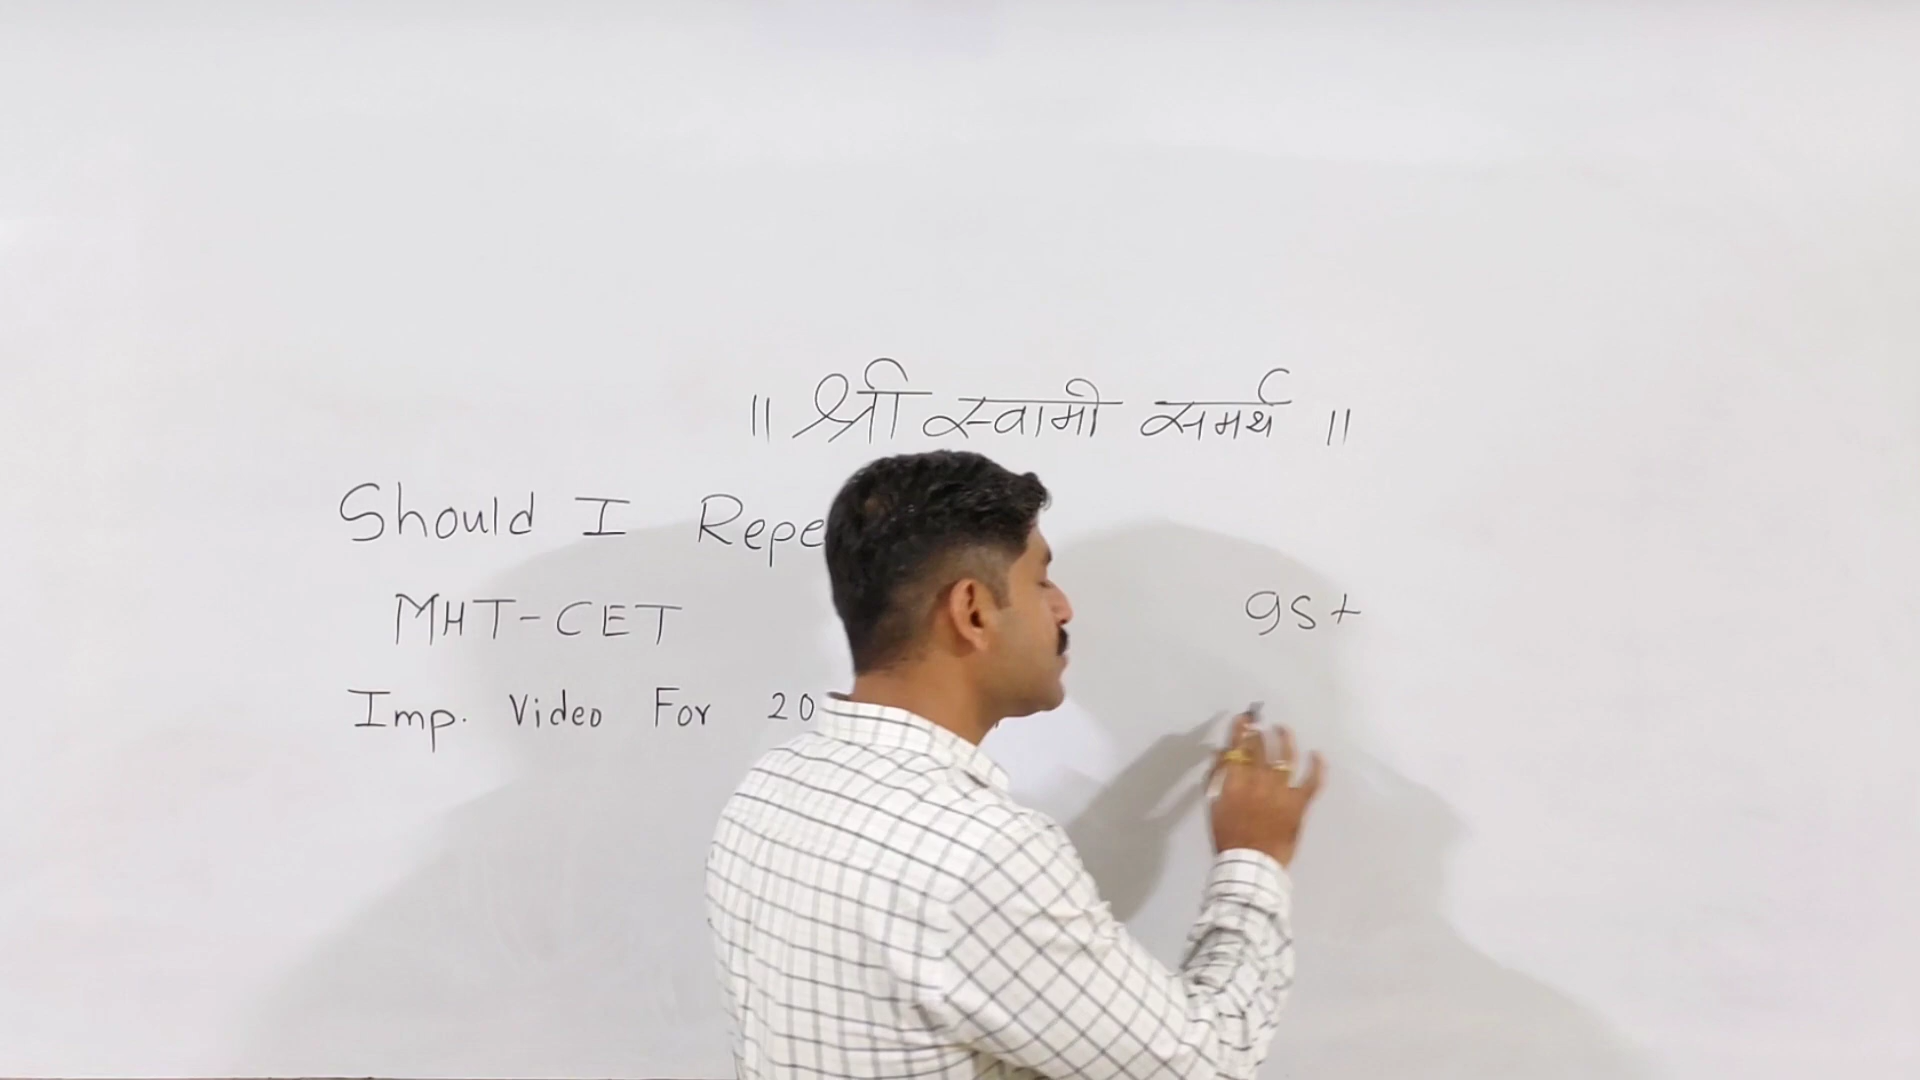 ॥ श्री स्वामी समर्थ ॥
Should I Repe
MHT-CET
95+
Imp. Video For 20